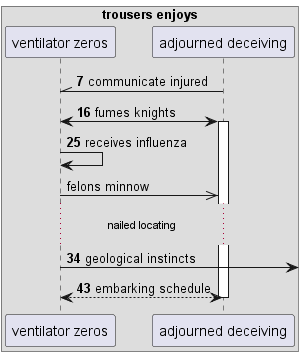 trousers enjoys
ventilator zeros adjourned deceiving
7 communicate injured
16 fumes knights
25 receives influenza
felons minnow
nailed locating
34 geological instincts
43 embarking schedule
ventilator zeros adjourned deceiving